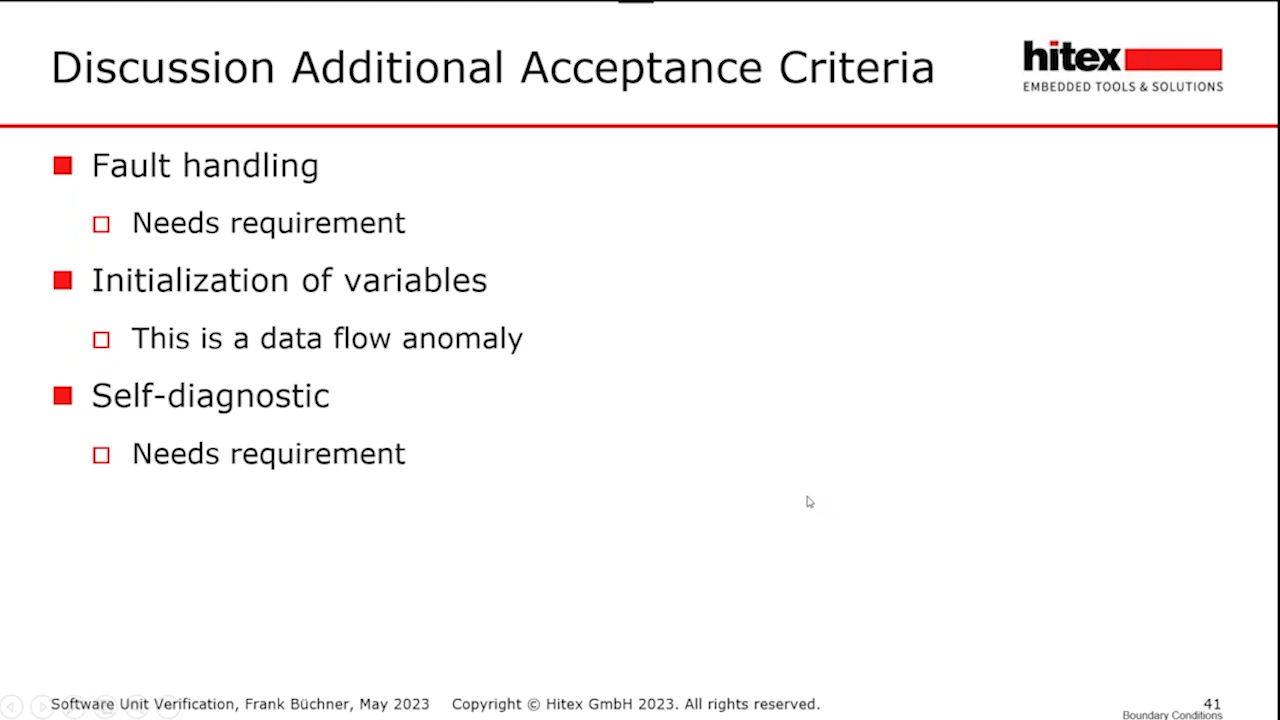 Discussion Additional Acceptance Criteria
hitex
EMBEDDED TOOLS & SOLUTIONS
Fault handling
Needs requirement
Initialization of variables
This is a data flow anomaly
Self-diagnostic
Needs requirement
Software Unit Verification, Frank Büchner, May 2023 Copyright © Hitex GmbH 2023. All rights reserved. 41
Boundary Conditions